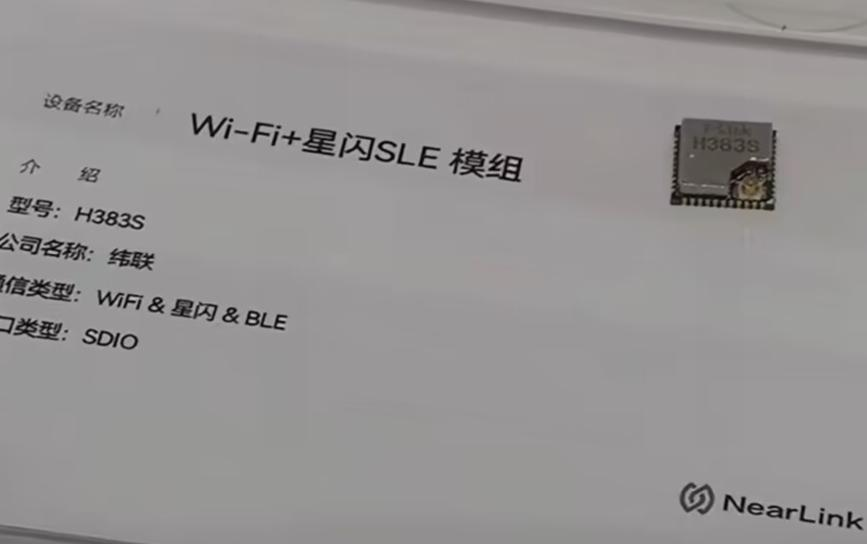 设备名称
Wi-Fi+星闪SLE 模组
介 绍
型号：H383S
公司名称：纬联
通信类型：WiFi & 星闪 & BLE
口类型：SDIO
H383S
NearLink